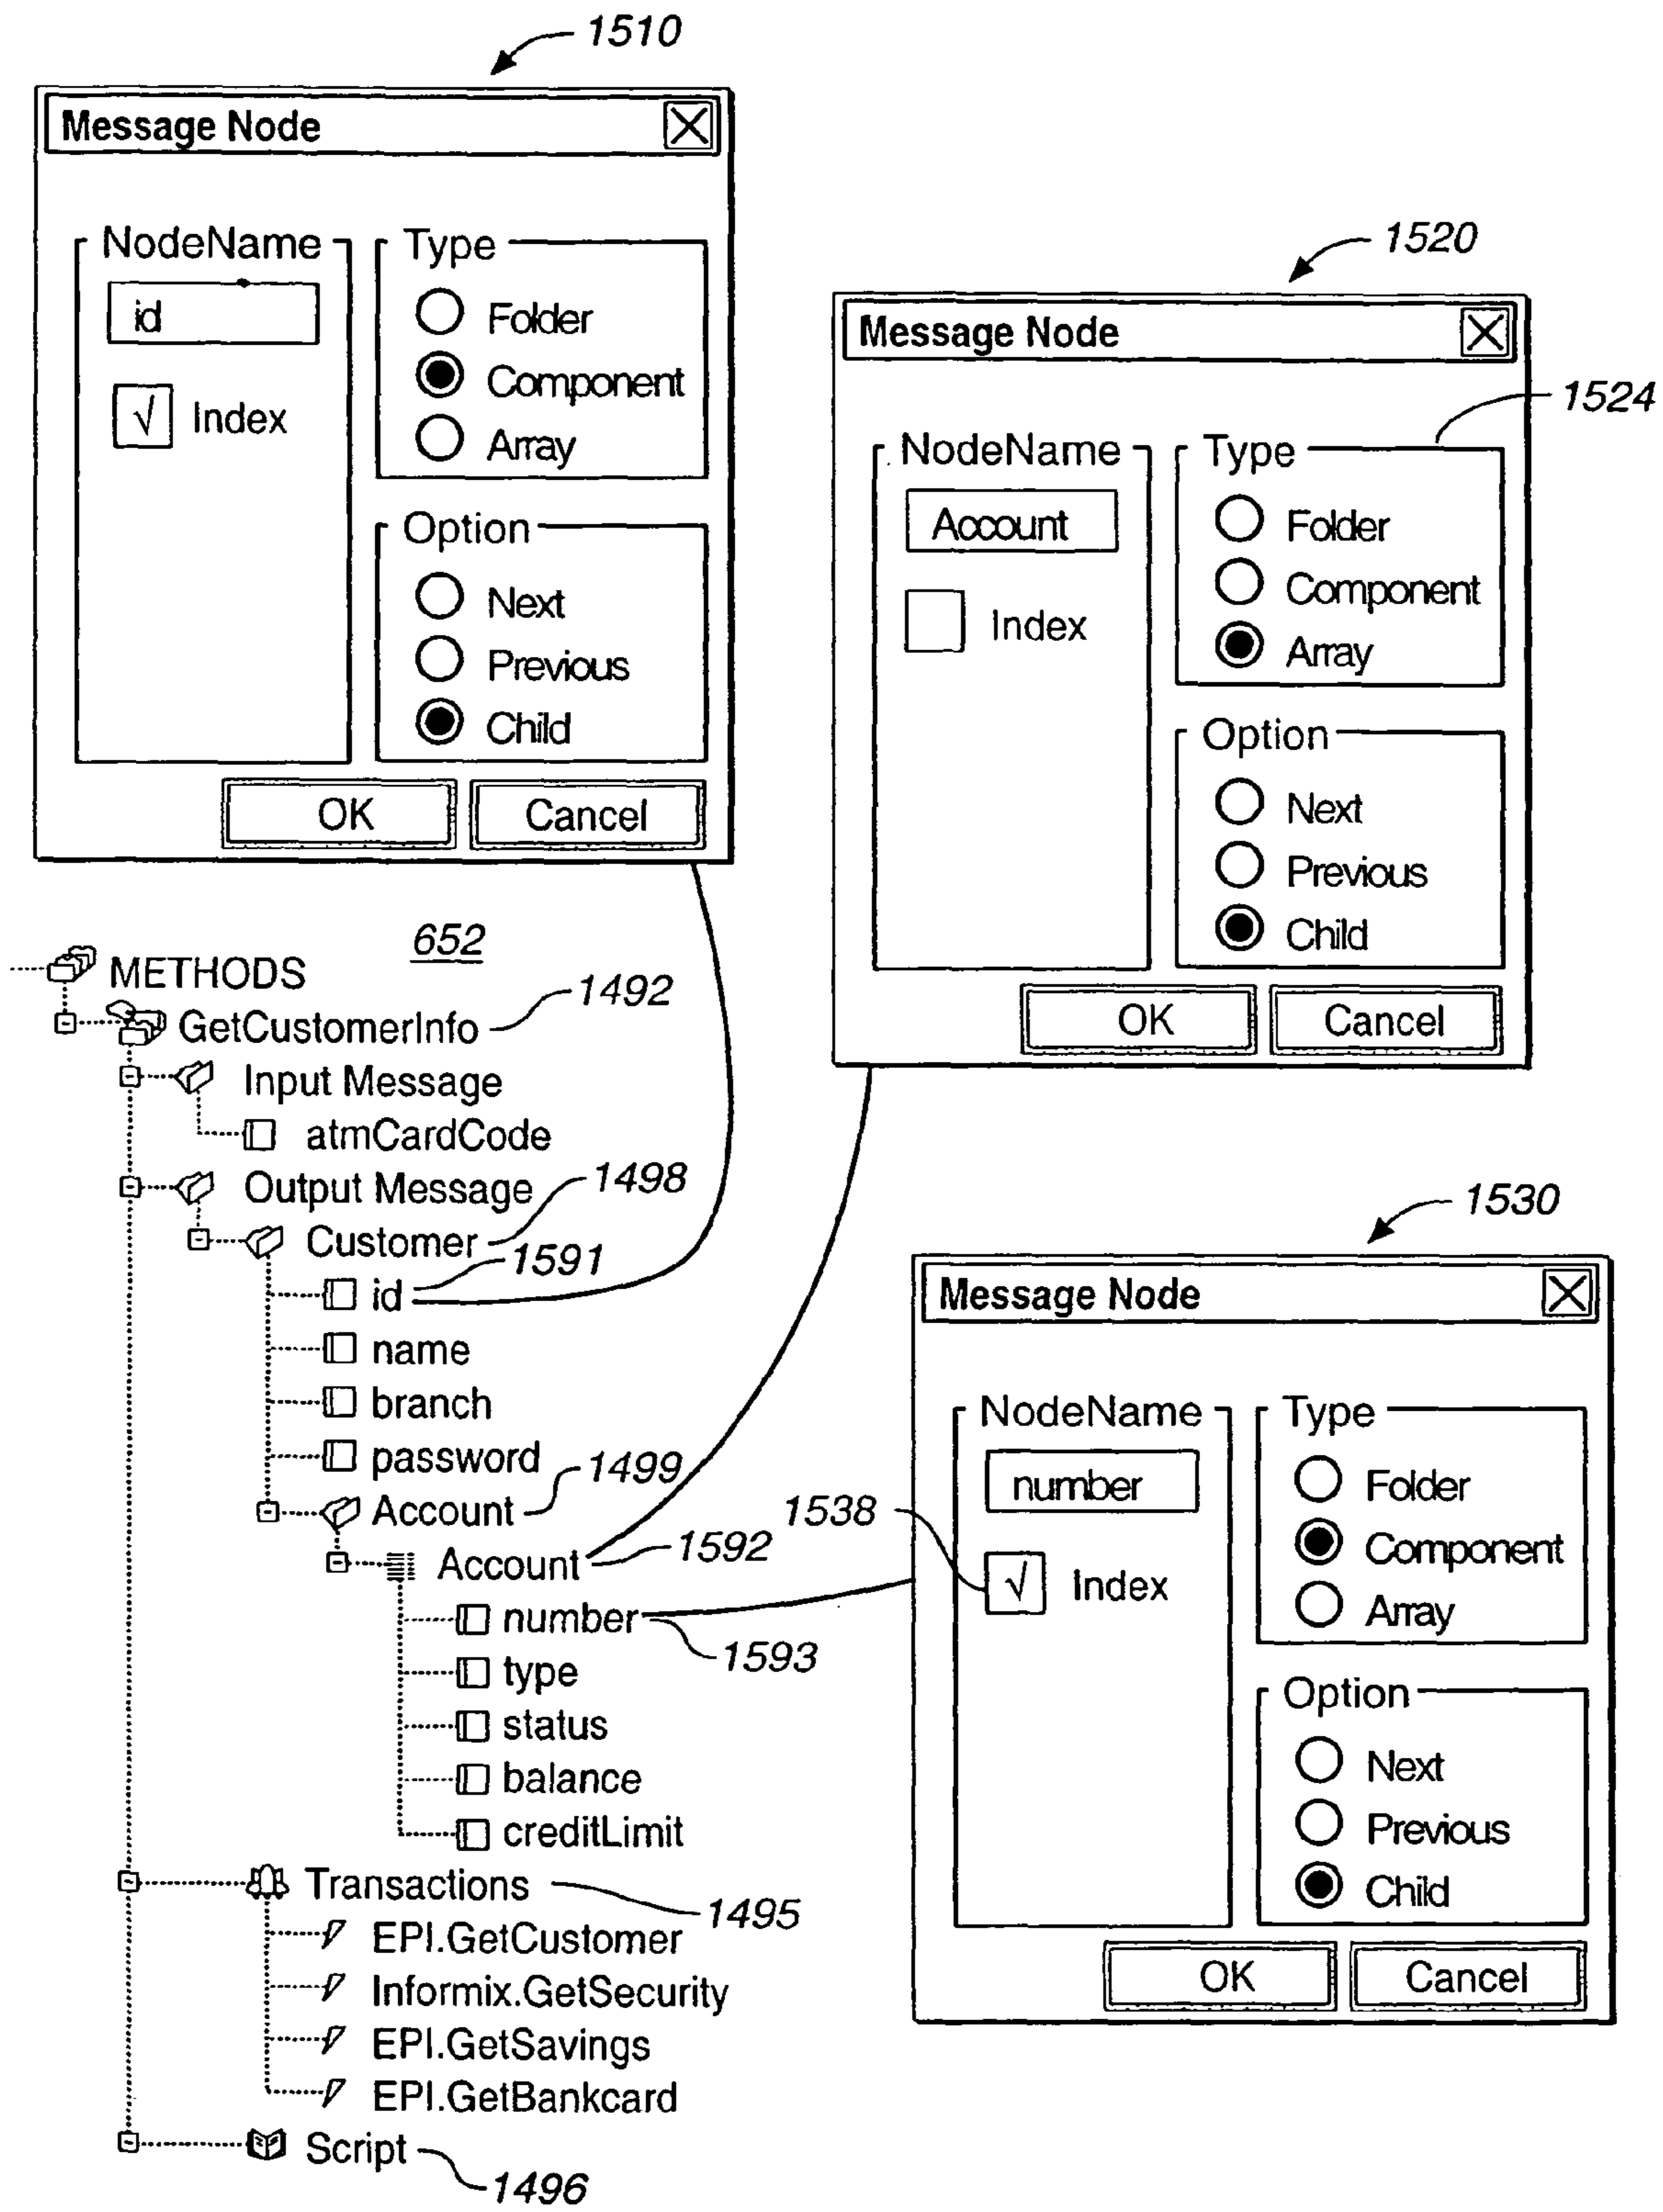 1510
Message Node
NodeName
id
√ Index
Type
Folder
Component
Array
Option
Next
Previous
Child
OK
Cancel
1520
Message Node
1524
NodeName
Account
Index
Type
Folder
Component
Array
Option
Next
Previous
Child
OK
Cancel
652
METHODS
GetCustomerInfo
1492
Input Message
atmCardCode
Output Message
1498
Customer
1591
id
name
branch
password
1499
Account
1592
Account
number
1593
type
status
balance
creditLimit
Transactions
1495
EPI.GetCustomer
Informix.GetSecurity
EPI.GetSavings
EPI.GetBankcard
Script
1496
1530
Message Node
NodeName
number
1538
√ Index
Type
Folder
Component
Array
Option
Next
Previous
Child
OK
Cancel